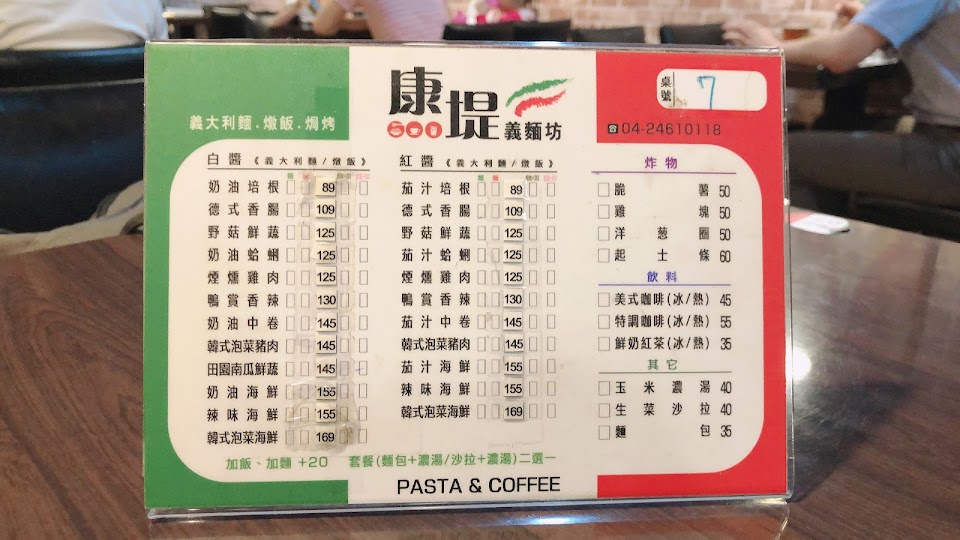 康堤義麵坊
義大利麵.燉飯.焗烤
桌號 7
☎04-24610118
白醬《義大利麵/燉飯》
奶油培根 89
德式香腸 109
野菇鮮蔬 125
奶油蛤蜊 125
煙燻雞肉 125
鴨賞香辣 130
奶油中卷 145
韓式泡菜豬肉 145
田園南瓜鮮蔬 145
奶油海鮮 155
辣味海鮮 155
韓式泡菜海鮮 169
紅醬《義大利麵/燉飯》
茄汁培根 89
德式香腸 109
野菇鮮蔬 125
茄汁蛤蜊 125
煙燻雞肉 125
鴨賞香辣 130
茄汁中卷 145
韓式泡菜豬肉 145
茄汁海鮮 155
辣味海鮮 155
韓式泡菜海鮮 169
炸物
脆薯 50
雞塊 50
洋蔥圈 50
起士條 60
飲料
美式咖啡(冰/熱) 45
特調咖啡(冰/熱) 55
鮮奶紅茶(冰/熱) 35
其它
玉米濃湯 40
生菜沙拉 40
麵包 35
加飯、加麵 +20 套餐(麵包+濃湯/沙拉+濃湯)二選一
PASTA & COFFEE